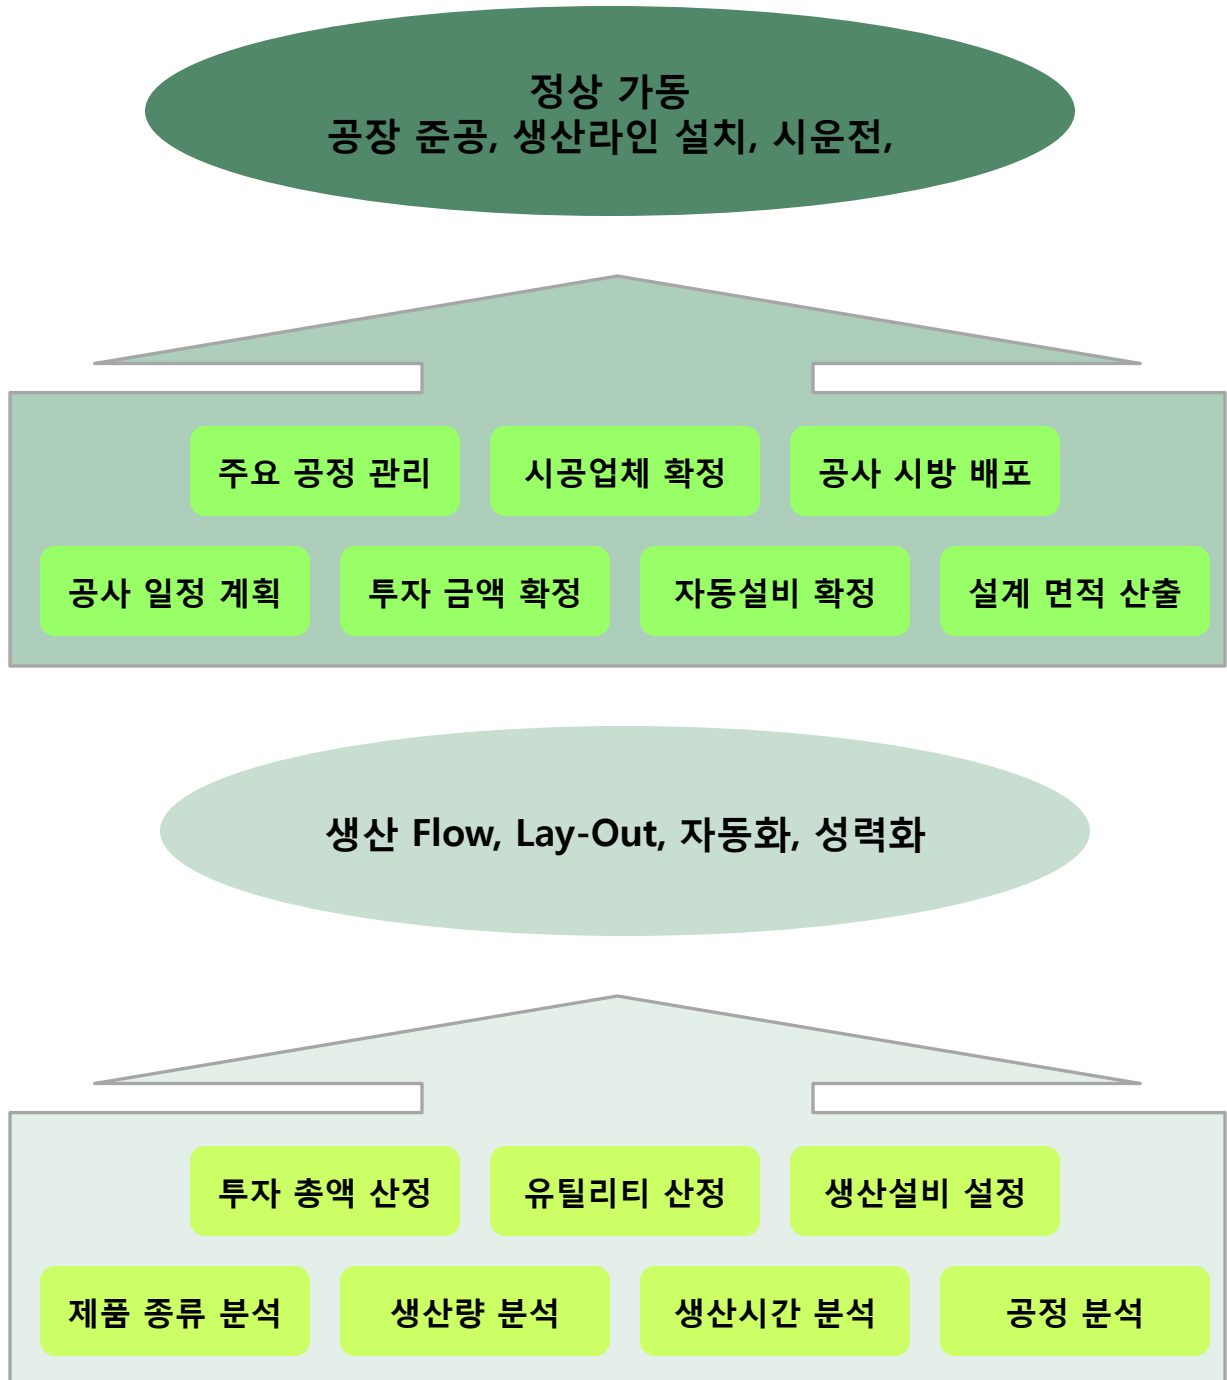 정상 가동
공장 준공, 생산라인 설치, 시운전,
주요 공정 관리
시공업체 확정
공사 시방 배포
공사 일정 계획
투자 금액 확정
자동설비 확정
설계 면적 산출
생산 Flow, Lay-Out, 자동화, 성력화
투자 총액 산정
유틸리티 산정
생산설비 설정
제품 종류 분석
생산량 분석
생산시간 분석
공정 분석